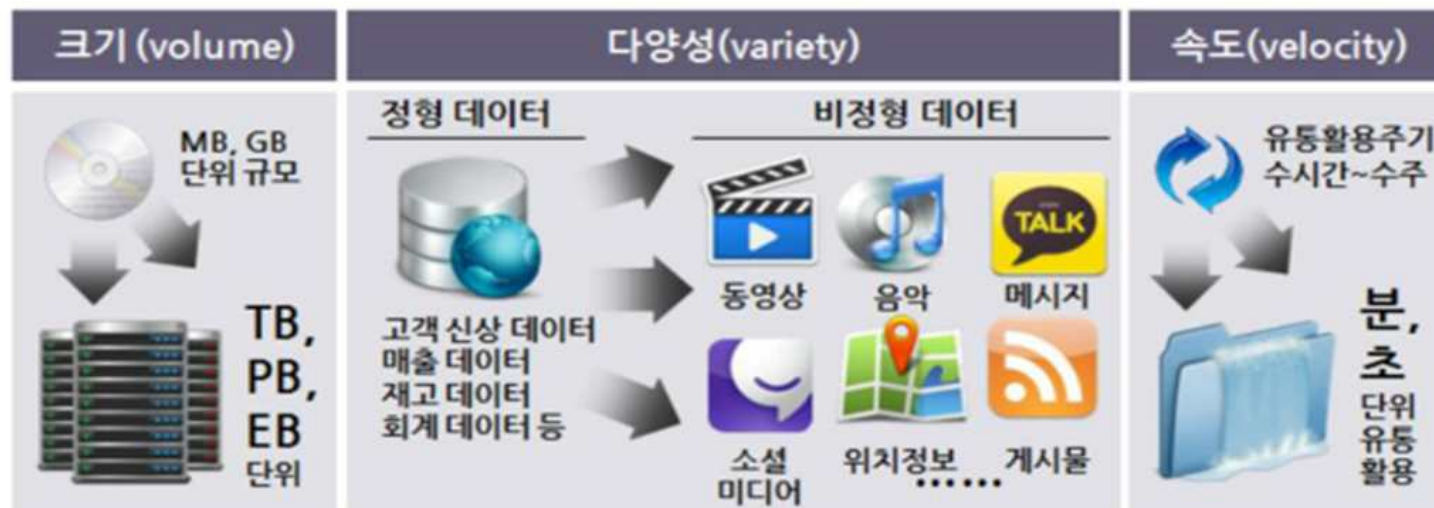 크기(volume)
다양성(variety)
속도(velocity)
MB, GB
단위 규모
TB,
PB,
EB
단위
정형 데이터
고객 신상 데이터
매출 데이터
재고 데이터
회계 데이터 등
비정형 데이터
TALK
동영상
음악
메시지
소셜
미디어
위치정보
게시물
⋯⋯
유통활용주기
수시간~수주
분,
초
단위
유통
활용